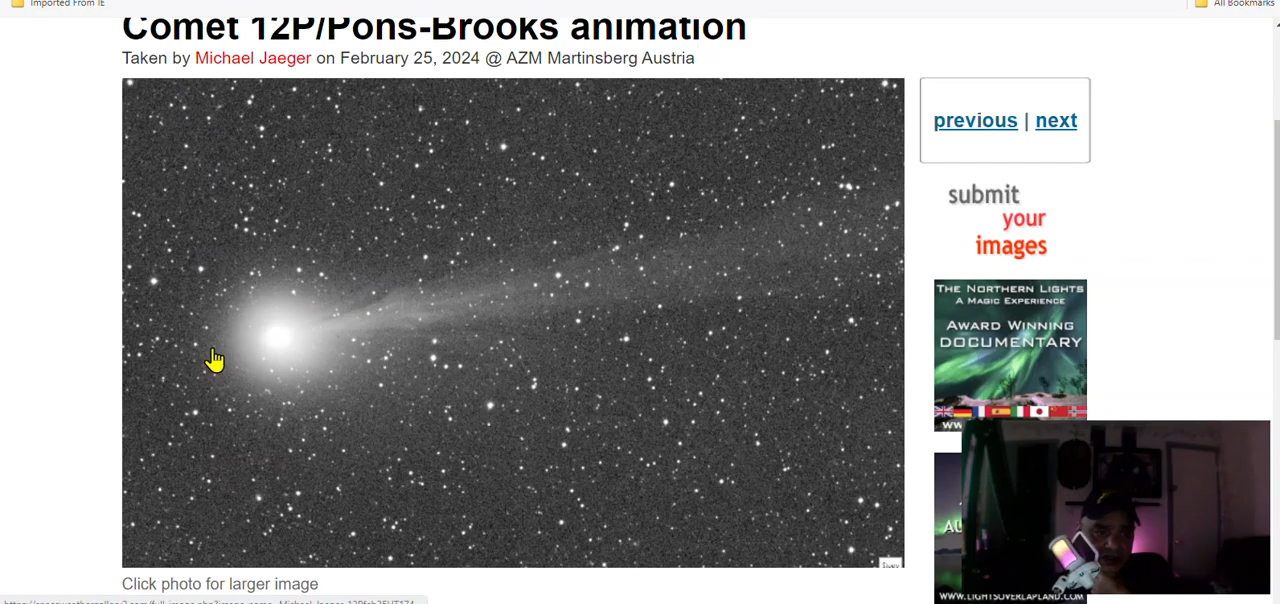 Imported From IE
All Bookmarks
Comet 12P/Pons-Brooks animation
Taken by Michael Jaeger on February 25, 2024 @ AZM Martinsberg Austria
previous | next
submit
your
images
THE NORTHERN LIGHTS
A MAGIC EXPERIENCE
AWARD WINNING
DOCUMENTARY
WW
AU
WWW.LIGHTSOVERLAPLAND.COM
Click photo for larger image